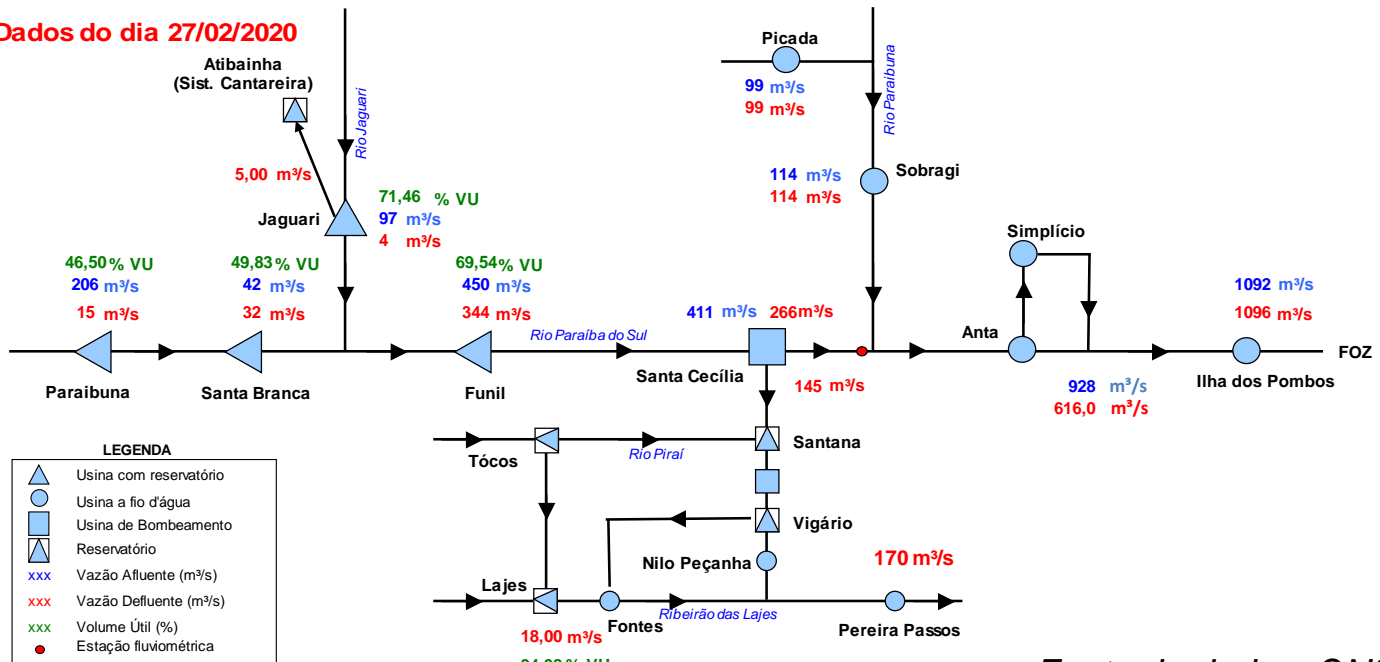 Dados do dia 27/02/2020
Atibainha
(Sist. Cantareira)
Rio Jaguari
5,00 m³/s
Jaguari
71,46 % VU
97 m³/s
4 m³/s
Picada
99 m³/s
99 m³/s
Rio Paraibuna
114 m³/s
114 m³/s
Sobragi
Simplício
46,50 % VU
206 m³/s
15 m³/s
Paraibuna
49,83 % VU
42 m³/s
32 m³/s
Santa Branca
69,54 % VU
450 m³/s
344 m³/s
Funil
Rio Paraíba do Sul
411 m³/s 266 m³/s
Santa Cecília
145 m³/s
Anta
928 m³/s
616,0 m³/s
1092 m³/s
1096 m³/s
Ilha dos Pombos
FOZ
Tócos
Rio Piraí
Santana
Vigário
Nilo Peçanha
170 m³/s
Lajes
18,00 m³/s
Fontes
Ribeirão das Lajes
Pereira Passos
LEGENDA
Usina com reservatório
Usina a fio d'água
Usina de Bombeamento
Reservatório
xxx Vazão Afluente (m³/s)
xxx Vazão Defluente (m³/s)
xxx Volume Útil (%)
Estação fluviométrica